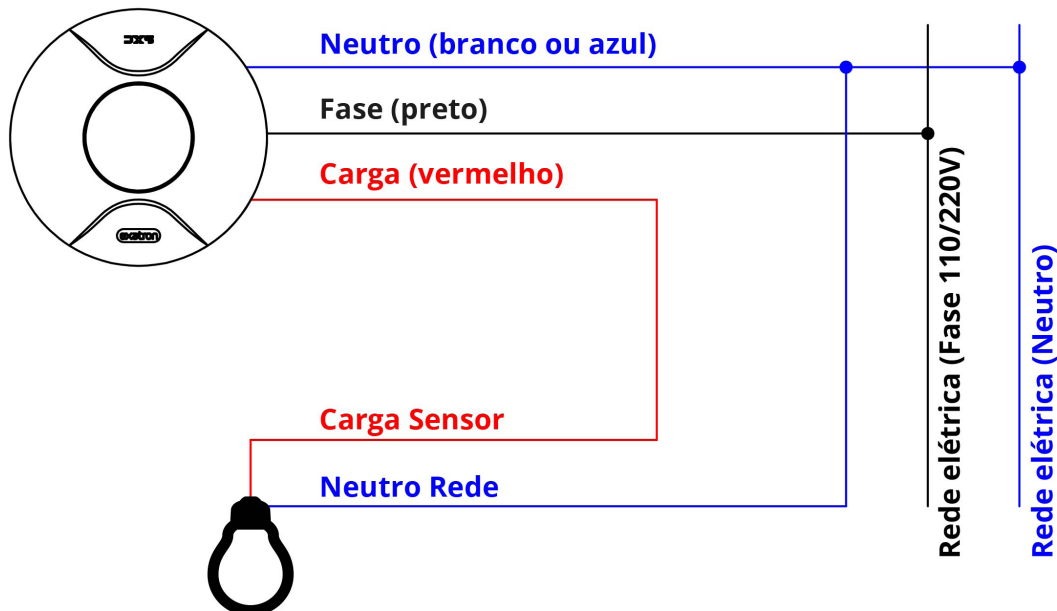 exatron
Neutro (branco ou azul)
Fase (preto)
Carga (vermelho)
Carga Sensor
Neutro Rede
Rede elétrica (Fase 110/220V)
Rede elétrica (Neutro)